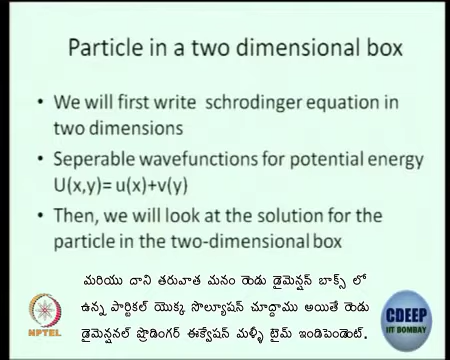 Particle in a two dimensional box
• We will first write schrodinger equation in
two dimensions
• Seperable wavefunctions for potential energy
U(x,y)= u(x)+v(y)
• Then, we will look at the solution for the
particle in the two-dimensional box
మరియు దాని తరువాత మనం రెండు డైమెన్షన్ బాక్స్ లో
ఉన్న పార్టికల్ యొక్క సొల్యూషన్ చూద్దాము అయితే రెండు
డైమెన్షనల్ ష్రొడింగర్ ఈక్వేషన్ మళ్ళీ టైమ్ ఇండిపెండెంట్.
NPTEL
CDEEP
IIT BOMBAY